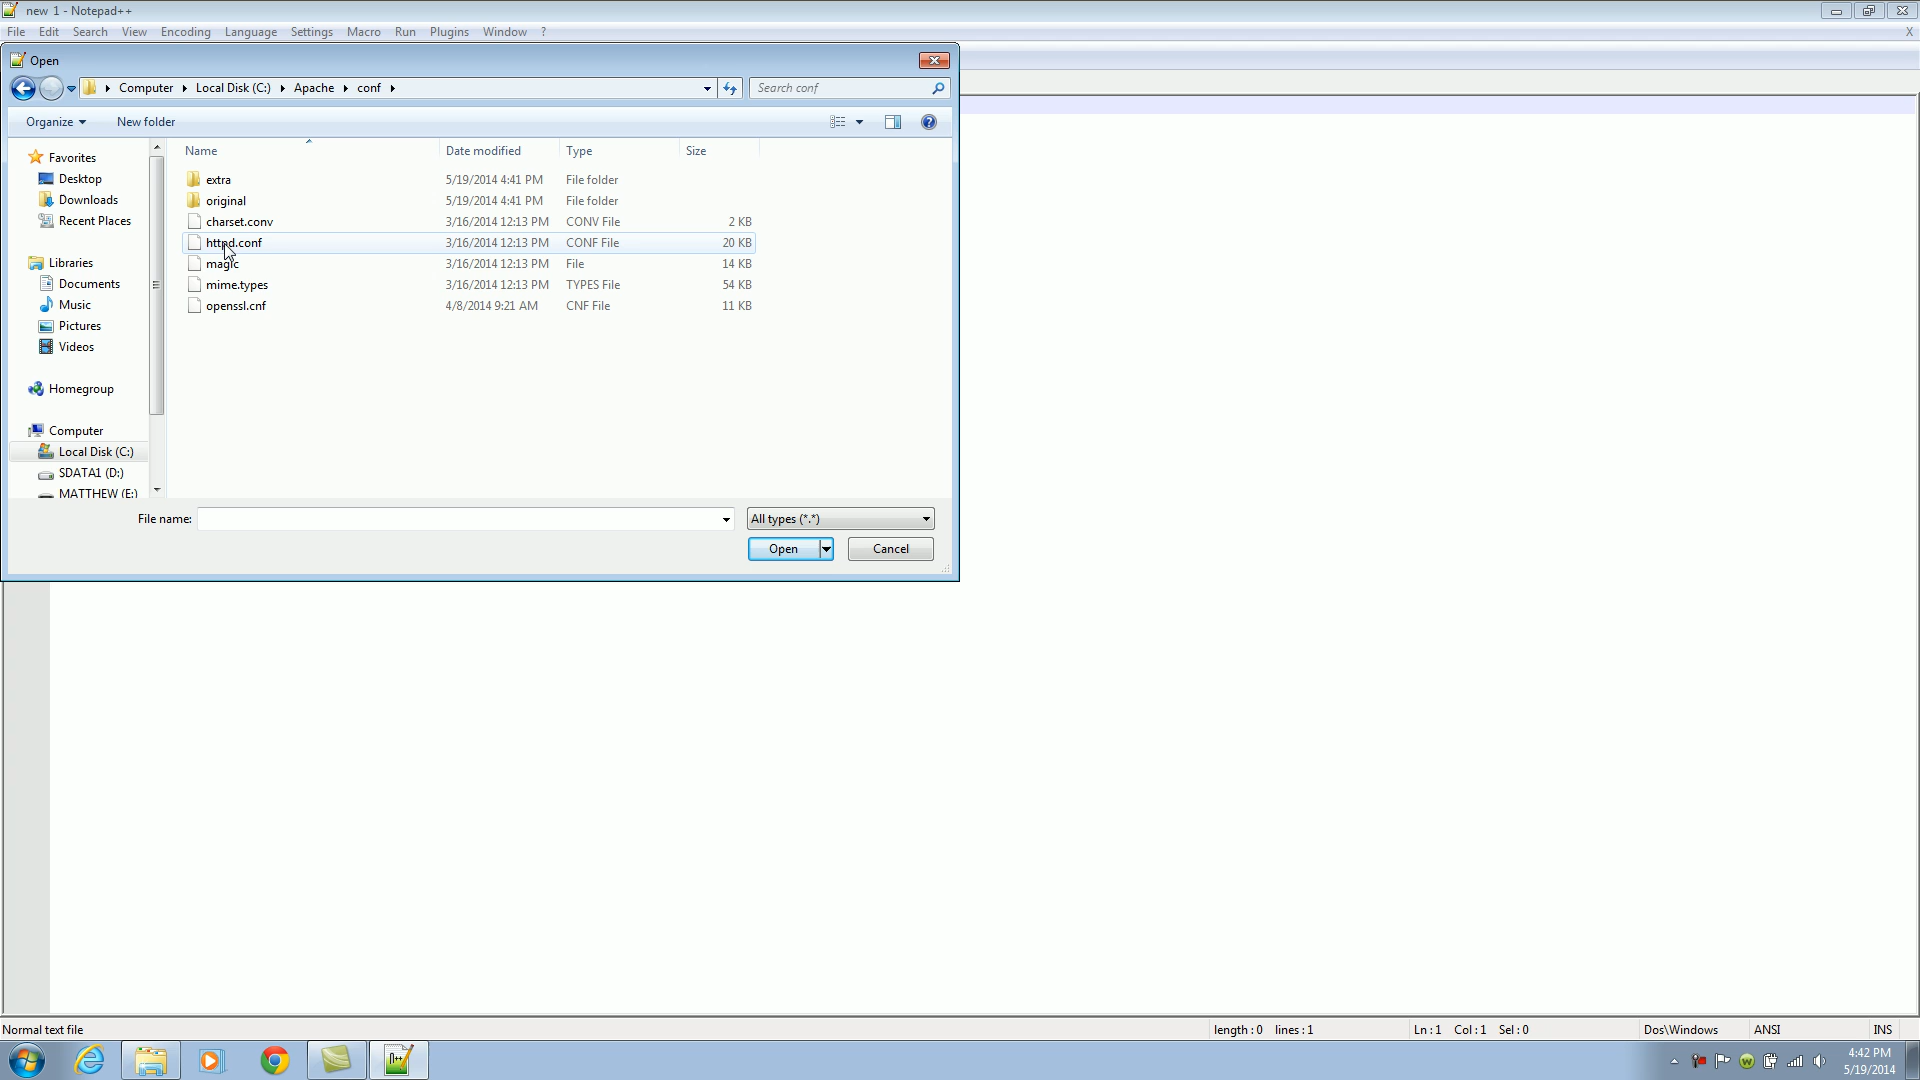 new 1 - Notepad++
File Edit Search View Encoding Language Settings Macro Run Plugins Window ? X
Open
Computer Local Disk (C:) Apache conf
Search conf
Organize New folder
Name Date modified Type Size
Favorites
Desktop
Downloads
Recent Places
Libraries
Documents
Music
Pictures
Videos
Homegroup
Computer
Local Disk (C:)
SDATA1 (D:)
MATTHEW (E:)
extra 5/19/2014 4:41 PM File folder
original 5/19/2014 4:41 PM File folder
charset.conv 3/16/2014 12:13 PM CONV File 2 KB
httpd.conf 3/16/2014 12:13 PM CONF File 20 KB
magic 3/16/2014 12:13 PM File 14 KB
mime.types 3/16/2014 12:13 PM TYPES File 54 KB
openssl.cnf 4/8/2014 9:21 AM CNF File 11 KB
File name: All types (*.*)
Open Cancel
Normal text file length : 0 lines : 1 Ln : 1 Col : 1 Sel : 0 Dos\Windows ANSI INS
4:42 PM
5/19/2014